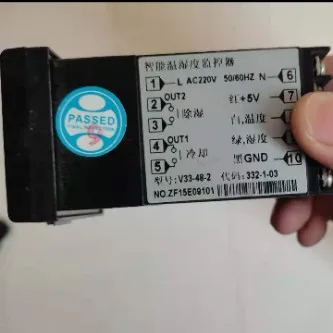 智能温湿度监控器
1 L AC220V 50/60HZ N 6
2 OUT2 红+5V 7
3 除湿 白,温度
4 OUT1 绿,湿度
5 冷却 黑GND 10
型号:V33-48-2 代码:332-1-03
NO.ZF15E09101
PASSED